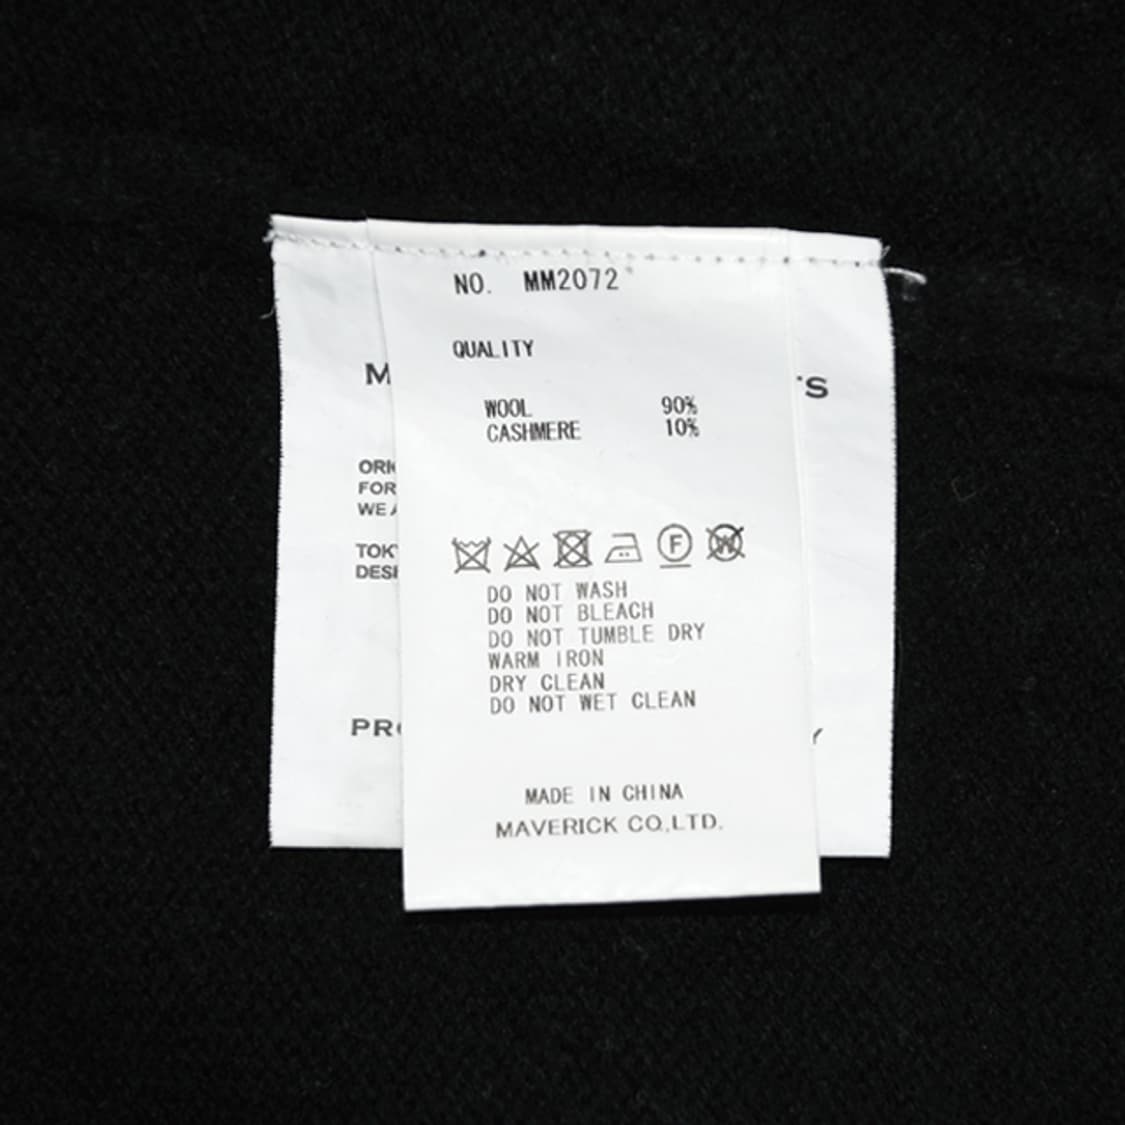 NO. MM2072
QUALITY
WOOL 90%
CASHMERE 10%
F W
DO NOT WASH
DO NOT BLEACH
DO NOT TUMBLE DRY
WARM IRON
DRY CLEAN
DO NOT WET CLEAN
MADE IN CHINA
MAVERICK CO.,LTD.
FOR